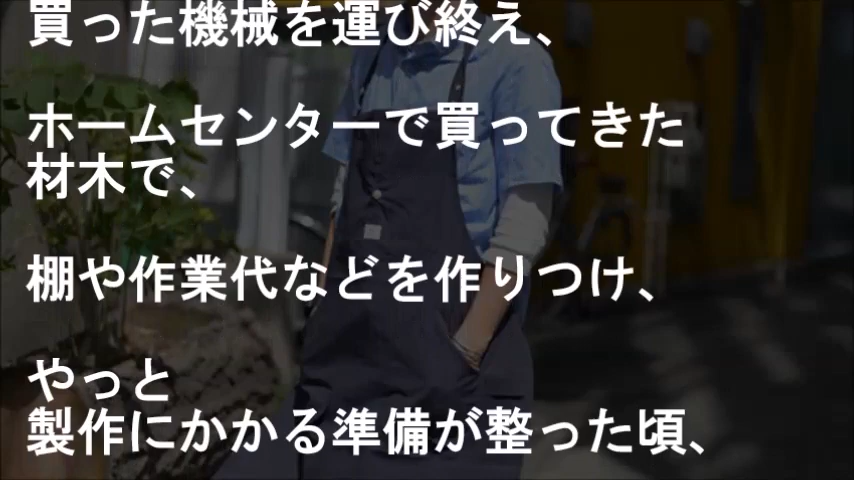 買った機械を運び終え、
ホームセンターで買ってきた
材木で、
棚や作業代などを作りつけ、
やっと
製作にかかる準備が整った頃、